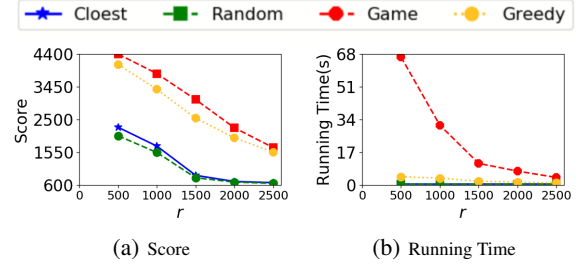 Cloest Random Game Greedy
4400
3450
2500
1550
600
Score
0 500 1000 1500 2000 2500
r
(a) Score
68
51
34
17
0
Running Time(s)
0 500 1000 1500 2000 2500
r
(b) Running Time